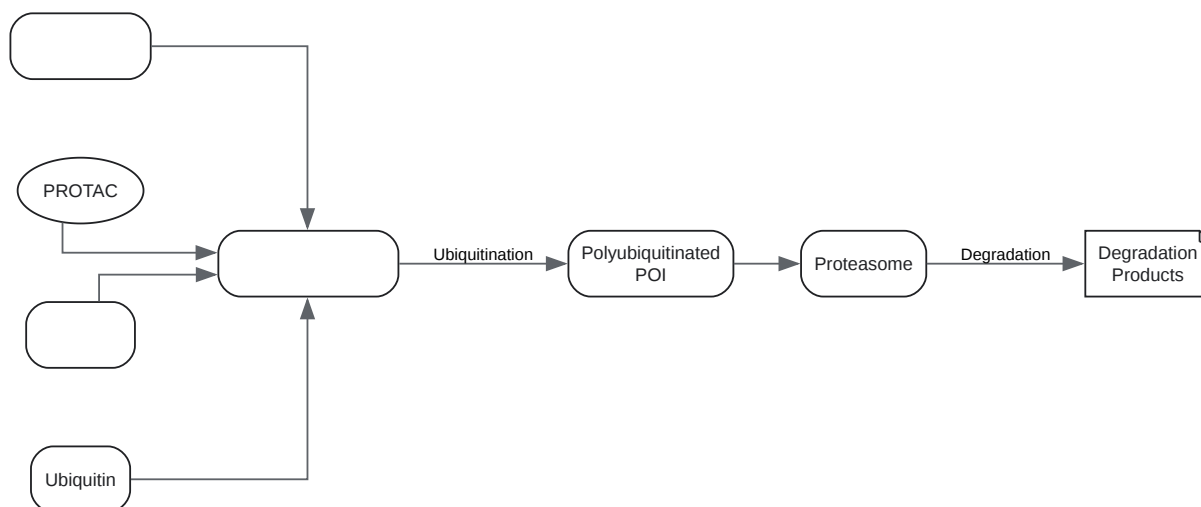 PROTAC
Ubiquitination
Polyubiquitinated
POI
Proteasome
Degradation
Degradation
Products
Ubiquitin